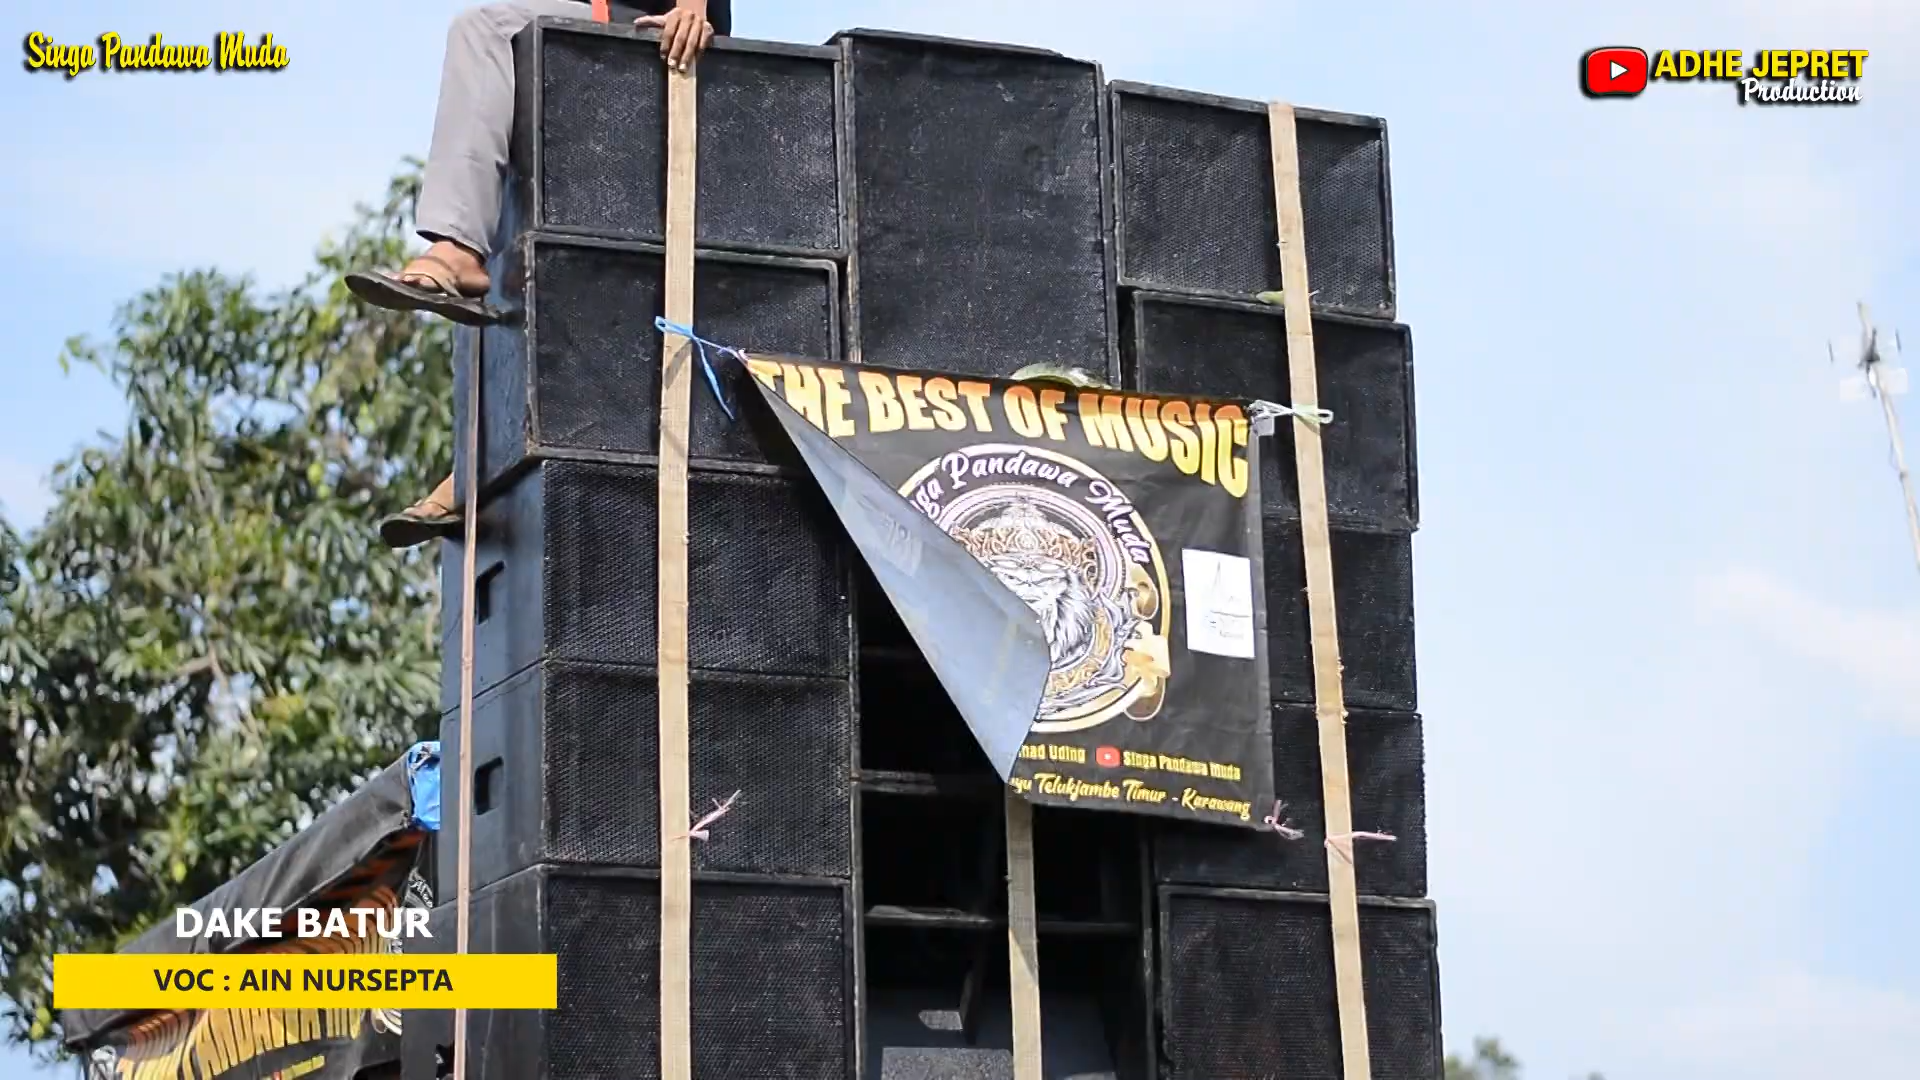 Singa Pandawa Muda
ADHE JEPRET
Production
THE BEST OF MUSIC
Pandawa Muda
Uding
Singa Pandawa Muda
Telukjambe Timur - Karawang
DAKE BATUR
VOC : AIN NURSEPTA